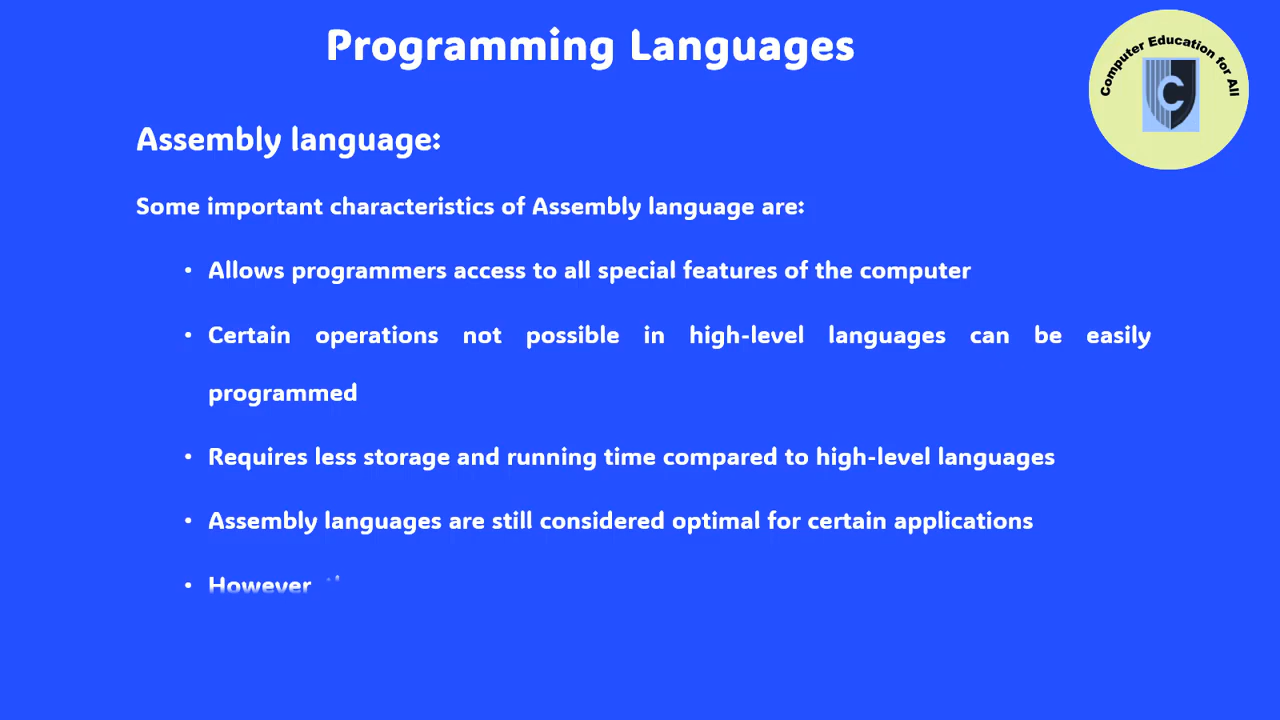 Programming Languages
Computer Education for All
C
Assembly language:
Some important characteristics of Assembly language are:
• Allows programmers access to all special features of the computer
• Certain operations not possible in high-level languages can be easily
programmed
• Requires less storage and running time compared to high-level languages
• Assembly languages are still considered optimal for certain applications
• However